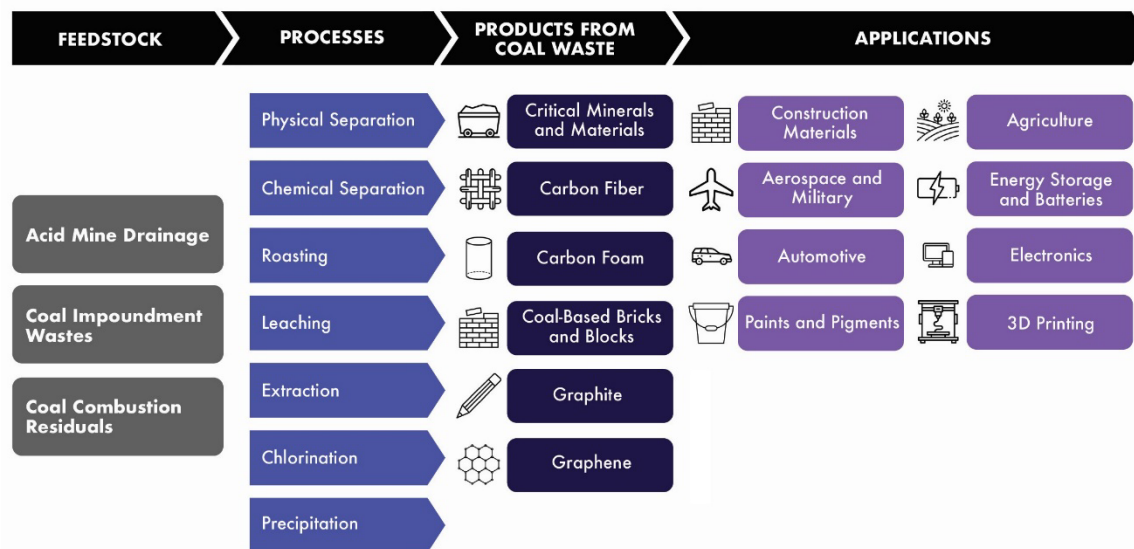 FEEDSTOCK
PROCESSES
PRODUCTS FROM
COAL WASTE
APPLICATIONS
Acid Mine Drainage
Coal Impoundment
Wastes
Coal Combustion
Residuals
Physical Separation
Chemical Separation
Roasting
Leaching
Extraction
Chlorination
Precipitation
Critical Minerals
and Materials
Carbon Fiber
Carbon Foam
Coal-Based Bricks
and Blocks
Graphite
Graphene
Construction
Materials
Aerospace and
Military
Automotive
Paints and Pigments
Agriculture
Energy Storage
and Batteries
Electronics
3D Printing